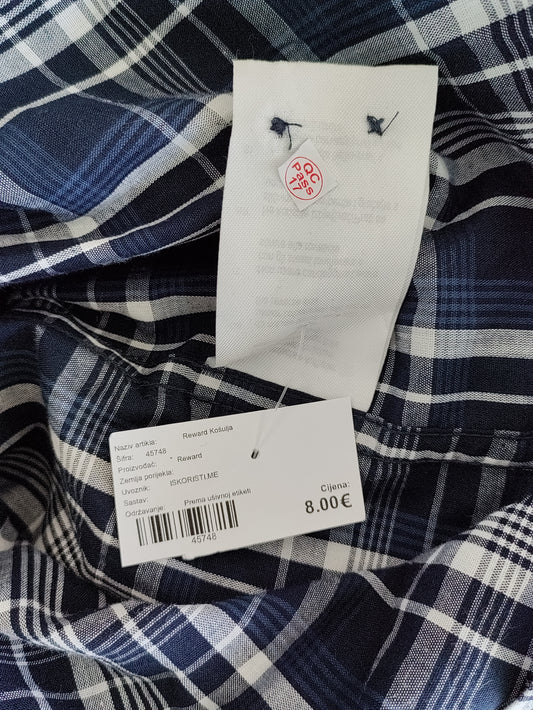 QC
Pass
17
Naziv ertikla: Reward Košulja
Šifra: 45748
Proizvođač: Reward
Zemlja porijekla:
Uvoznik: ISKORISTI.ME
Sastav:
Održavanje: Prema ušivnoj etiketi
Cijena:
8.00€
45748